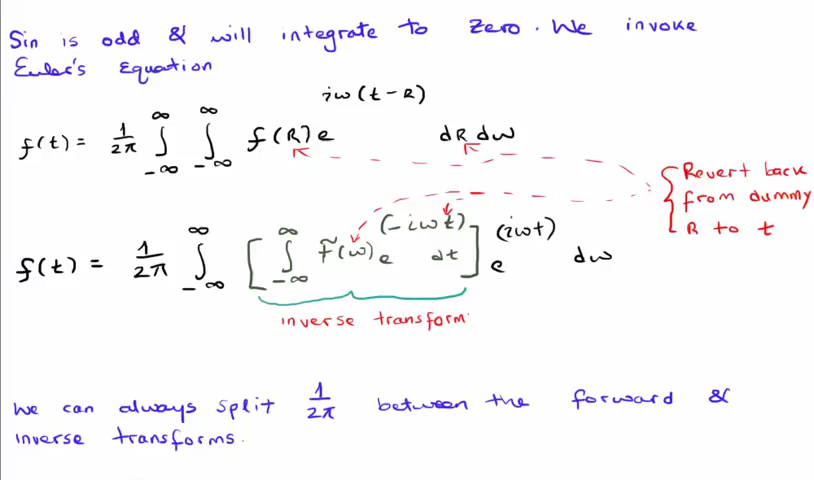 Sin is odd & will integrate to Zero. We invoke
Euler's Equation
f(t) = 1/2π ∫_{-∞}^{∞} ∫_{-∞}^{∞} f(R) e^{iω(t-R)} dR dω
Revert back
from dummy
R to t
f(t) = 1/2π ∫_{-∞}^{∞} [ ∫_{-∞}^{∞} f̃(ω) e^{(-iωt)} dt ] e^{(iωt)} dω
inverse transform
We can always split 1/2π between the forward &
inverse transforms.